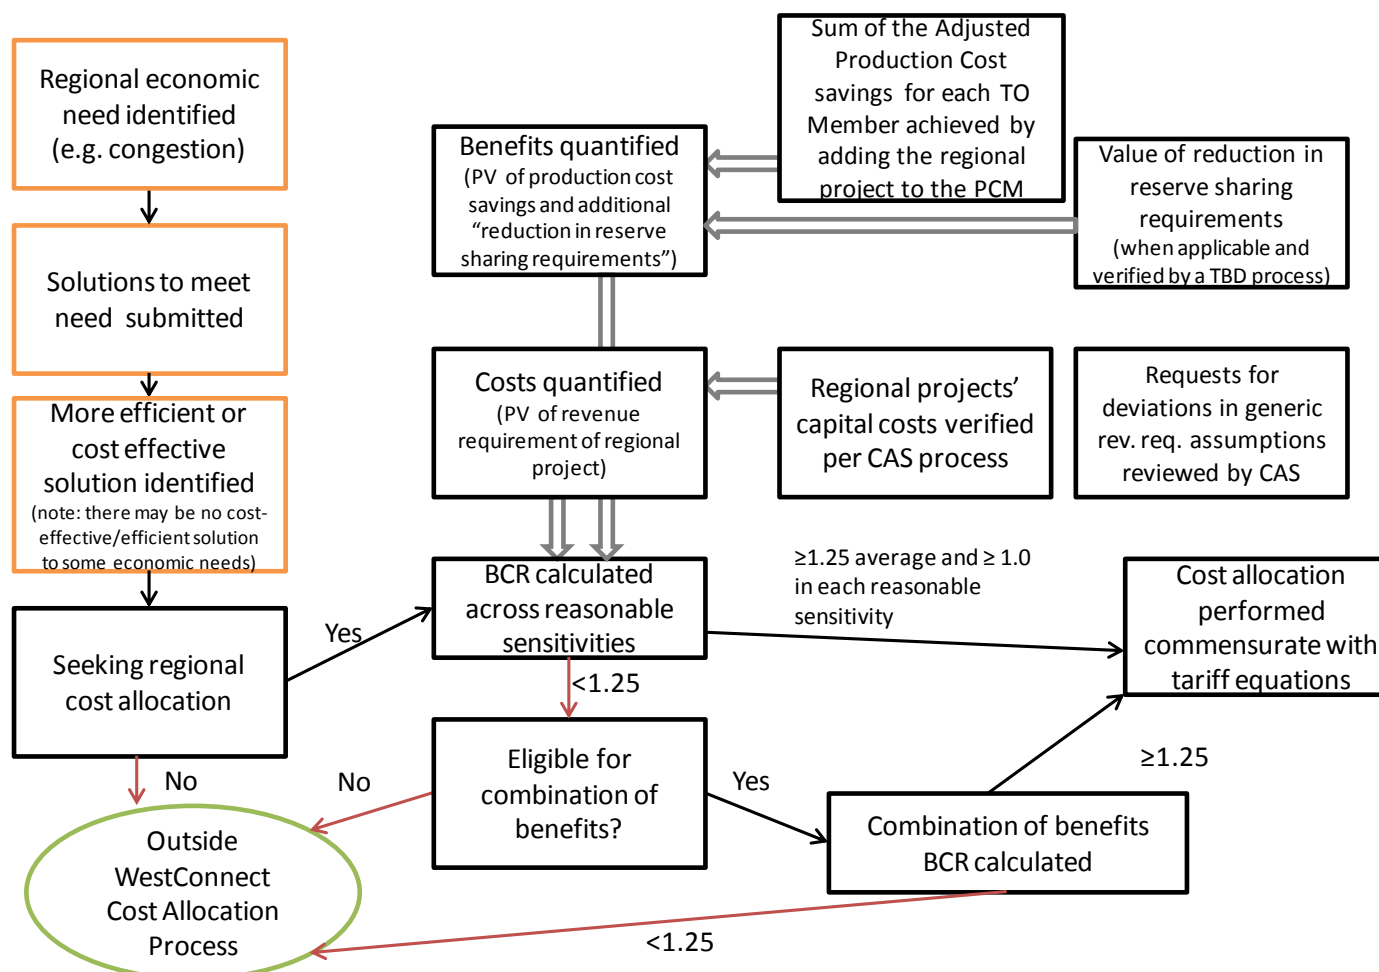 Regional economic
need identified
(e.g. congestion)
Solutions to meet
need submitted
More efficient or
cost effective
solution identified
(note: there may be no cost-
effective/efficient solution
to some economic needs)
Seeking regional
cost allocation
Yes
No
Outside
WestConnect
Cost Allocation
Process
Benefits quantified
(PV of production cost
savings and additional
“reduction in reserve
sharing requirements”)
Sum of the Adjusted
Production Cost
savings for each TO
Member achieved by
adding the regional
project to the PCM
Value of reduction in
reserve sharing
requirements
(when applicable and
verified by a TBD process)
Costs quantified
(PV of revenue
requirement of regional
project)
Regional projects’
capital costs verified
per CAS process
Requests for
deviations in generic
rev. req. assumptions
reviewed by CAS
BCR calculated
across reasonable
sensitivities
≥1.25 average and ≥ 1.0
in each reasonable
sensitivity
Cost allocation
performed
commensurate with
tariff equations
<1.25
Eligible for
combination of
benefits?
No
Yes
Combination of benefits
BCR calculated
≥1.25
<1.25